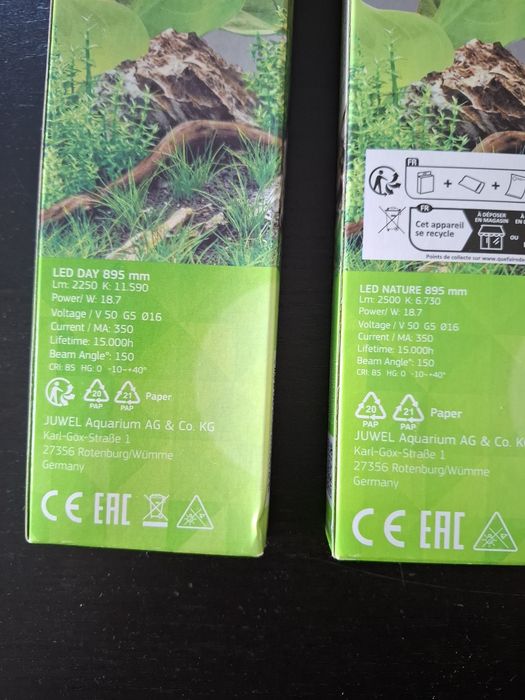 LED DAY 895 mm
Lm: 2250 K: 11.590
Power/ W: 18.7
Voltage / V 50 G5 Ø16
Current / MA: 350
Lifetime: 15.000h
Beam Angle°: 150
CRI: 85 HG: 0 -10~+40°
20
PAP
21
PAP
Paper
JUWEL Aquarium AG & Co. KG
Karl-Göx-Straße 1
27356 Rotenburg/Wümme
Germany
CE EAC
FR
+ +
FR
Cet appareil
se recycle
À DÉPOSER
EN MAGASIN
OU
Points de collecte sur
LED NATURE 895 mm
Lm: 2500 K: 6.730
Power/ W: 18.7
Voltage / V 50 G5 Ø16
Current / MA: 350
Lifetime: 15.000h
Beam Angle°: 150
CRI: 85 HG: 0 -10~+40°
20
PAP
21
PAP
Paper
JUWEL Aquarium AG & Co. K
Karl-Göx-Straße 1
27356 Rotenburg/Wümme
Germany
CE EAC